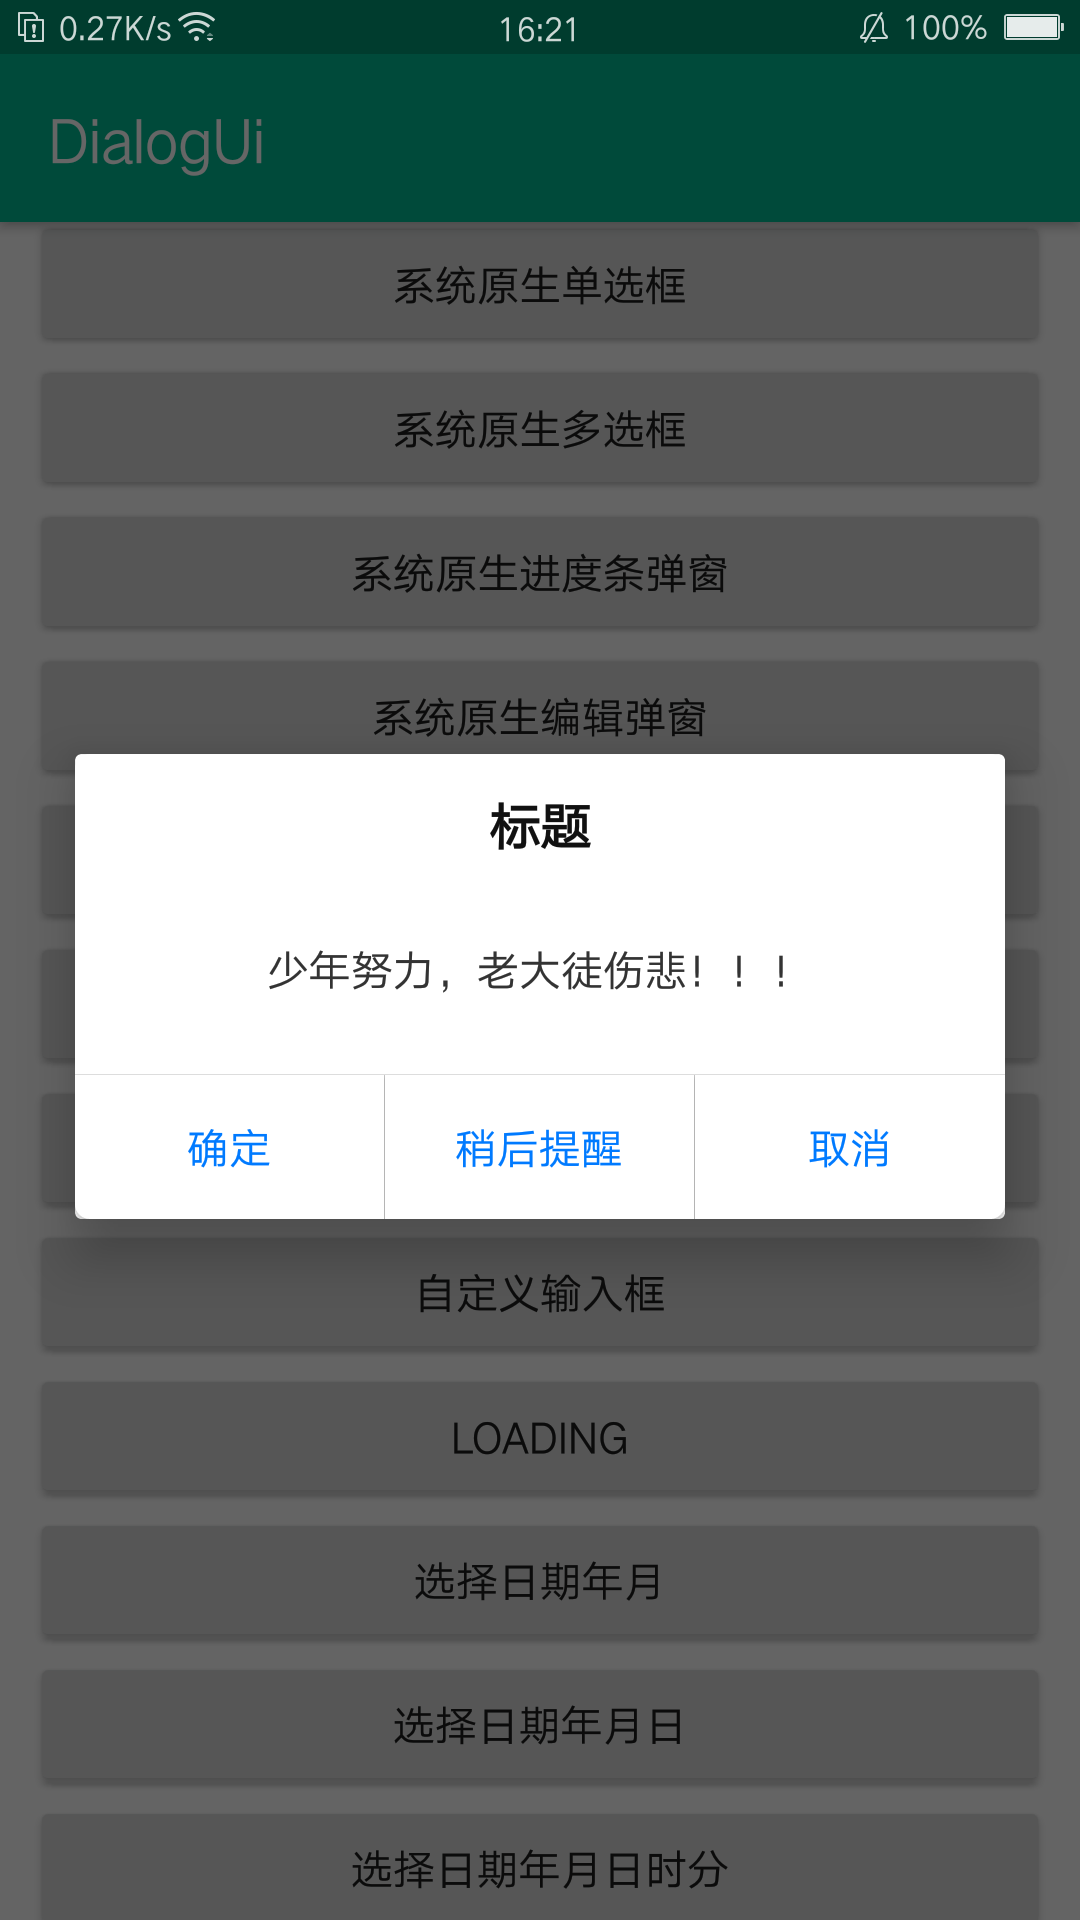 0.27K/s 16:21 100%
DialogUi
系统原生单选框
系统原生多选框
系统原生进度条弹窗
系统原生编辑弹窗
标题
少年努力，老大徒伤悲！！！
确定 稍后提醒 取消
自定义输入框
LOADING
选择日期年月
选择日期年月日
选择日期年月日时分